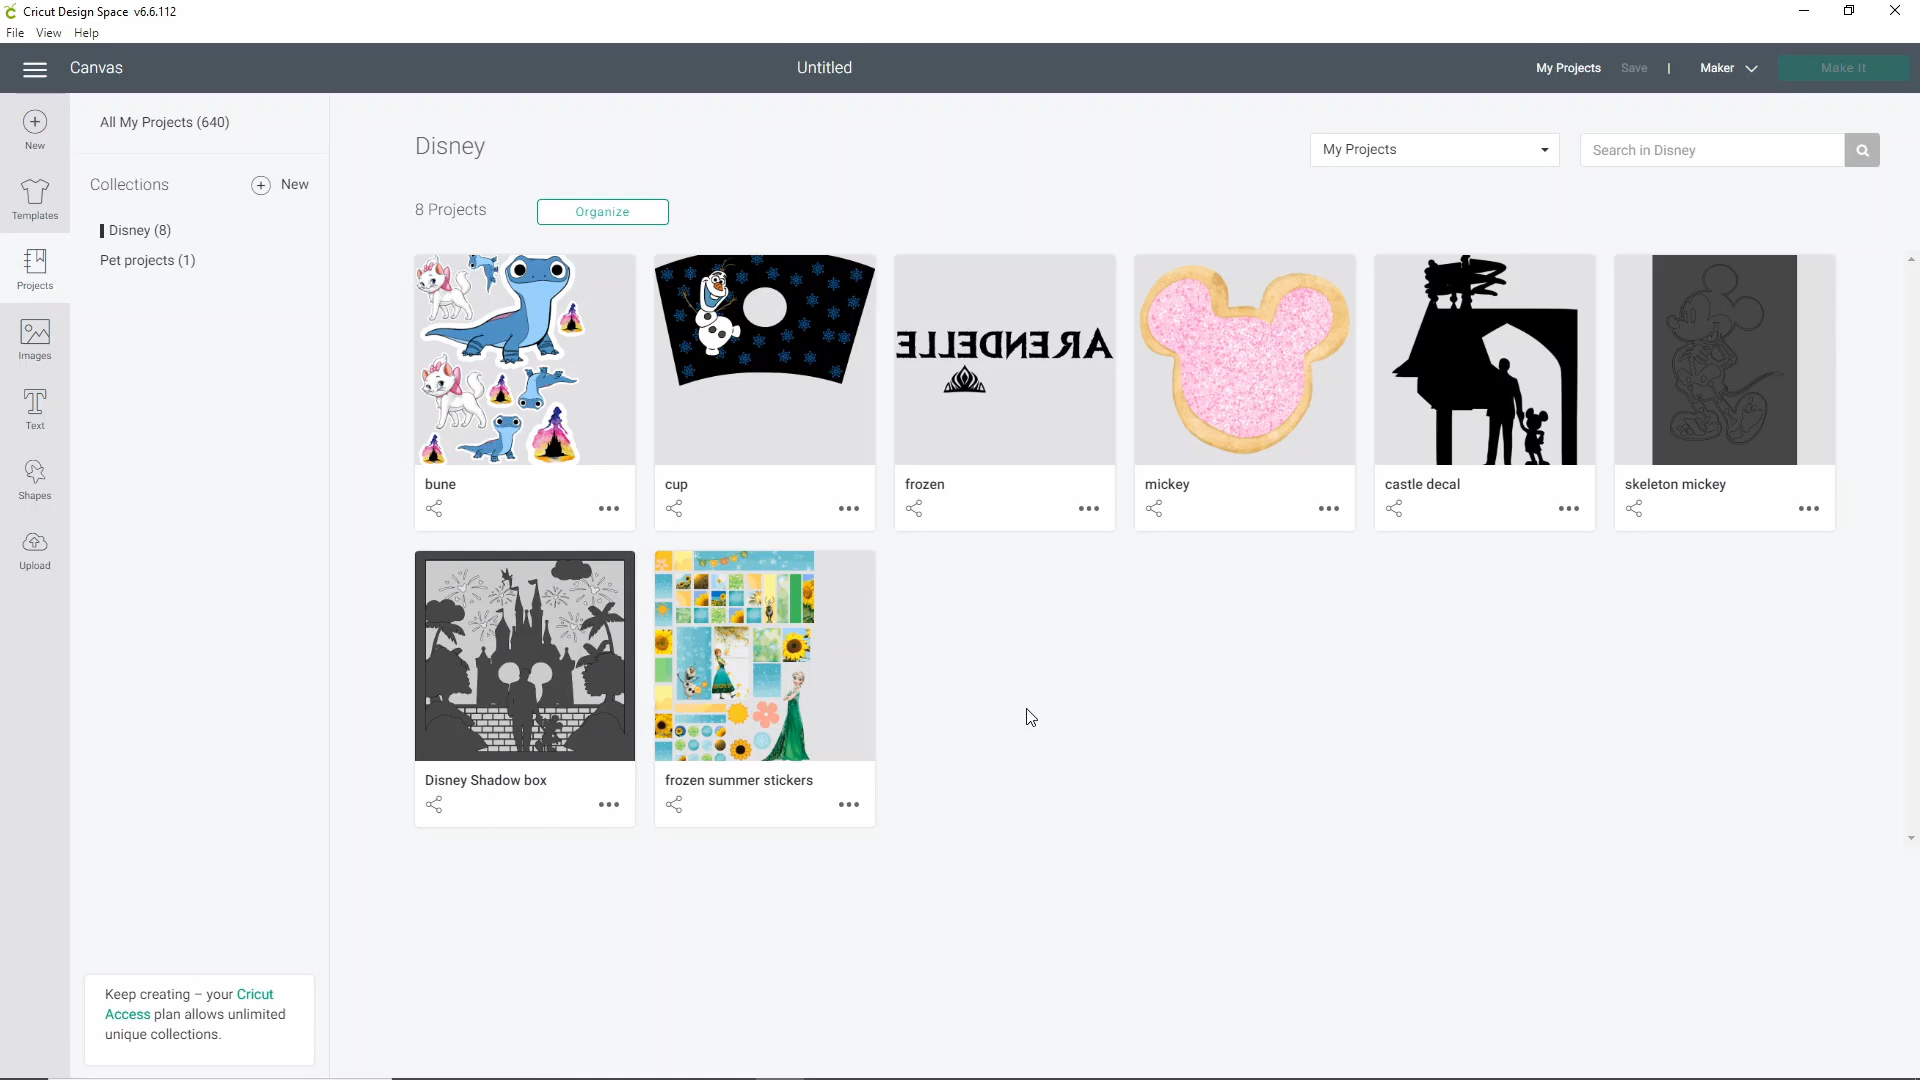 Cricut Design Space v6.6.112
File View Help
Canvas
Untitled
My Projects Save | Maker
Make It
New
Templates
Projects
Images
Text
Shapes
Upload
All My Projects (640)
Collections
New
Disney (8)
Pet projects (1)
Disney
My Projects
Search in Disney
8 Projects
Organize
ARENDELLE
bune
cup
frozen
mickey
castle decal
skeleton mickey
Disney Shadow box
frozen summer stickers
Keep creating – your Cricut
Access plan allows unlimited
unique collections.